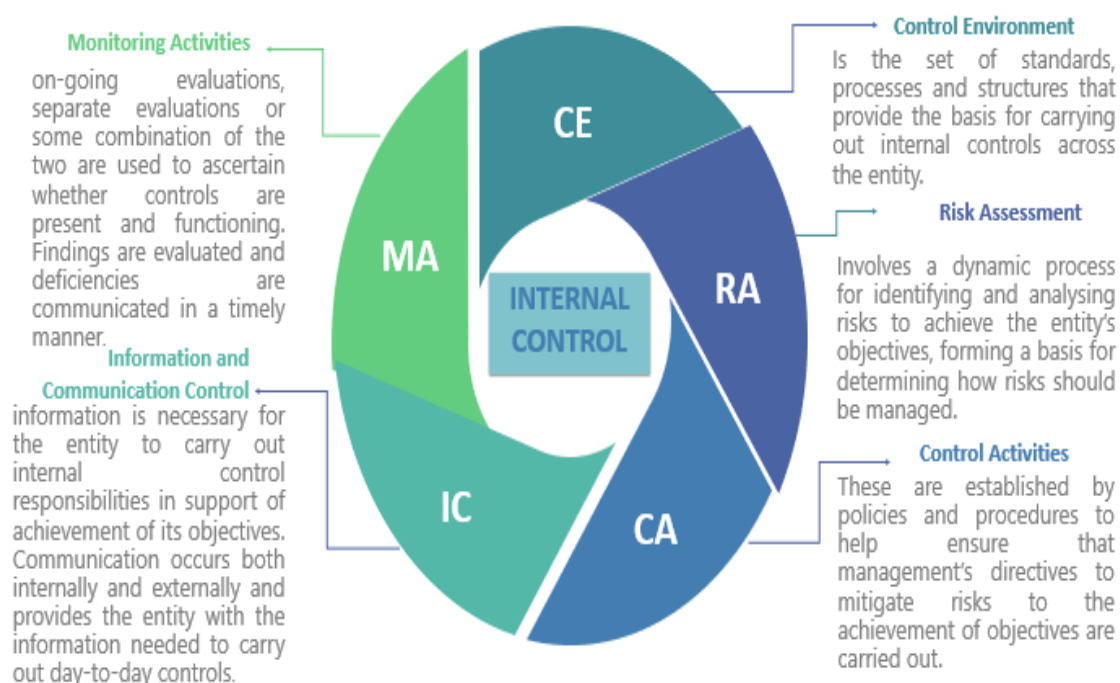 Monitoring Activities
on-going evaluations,
separate evaluations or
some combination of the
two are used to ascertain
whether controls are
present and functioning.
Findings are evaluated and
deficiencies are
communicated in a timely
manner.
Information and
Communication Control
information is necessary for
the entity to carry out
internal control
responsibilities in support of
achievement of its objectives.
Communication occurs both
internally and externally and
provides the entity with the
information needed to carry
out day-to-day controls.
CE
RA
CA
IC
MA
INTERNAL
CONTROL
Control Environment
Is the set of standards,
processes and structures that
provide the basis for carrying
out internal controls across
the entity.
Risk Assessment
Involves a dynamic process
for identifying and analysing
risks to achieve the entity's
objectives, forming a basis for
determining how risks should
be managed.
Control Activities
These are established by
policies and procedures to
help ensure that
management's directives to
mitigate risks to the
achievement of objectives are
carried out.